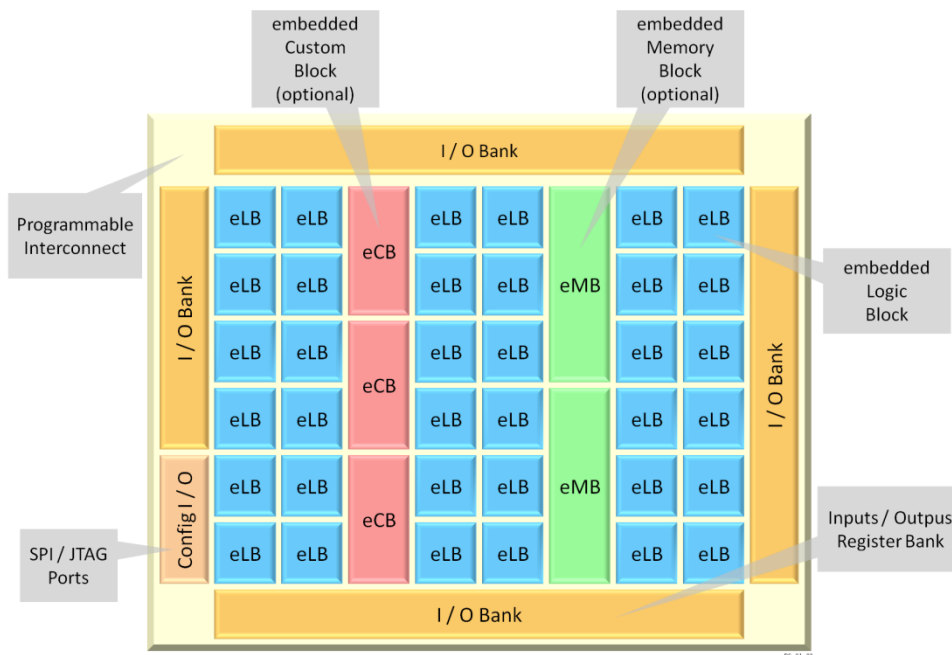 embedded
Custom
Block
(optional)
embedded
Memory
Block
(optional)
I / O Bank
Programmable
Interconnect
I / O Bank
eLB eLB eCB eLB eLB eMB eLB eLB
eLB eLB eLB eLB eLB eLB
embedded
Logic
Block
eLB eLB eCB eLB eLB eLB eLB
I / O Bank
eLB eLB eLB eLB eLB eLB
Config I / O
eLB eLB eCB eLB eLB eMB eLB eLB
eLB eLB eLB eLB eLB eLB
SPI / JTAG
Ports
Inputs / Outpus
Register Bank
I / O Bank